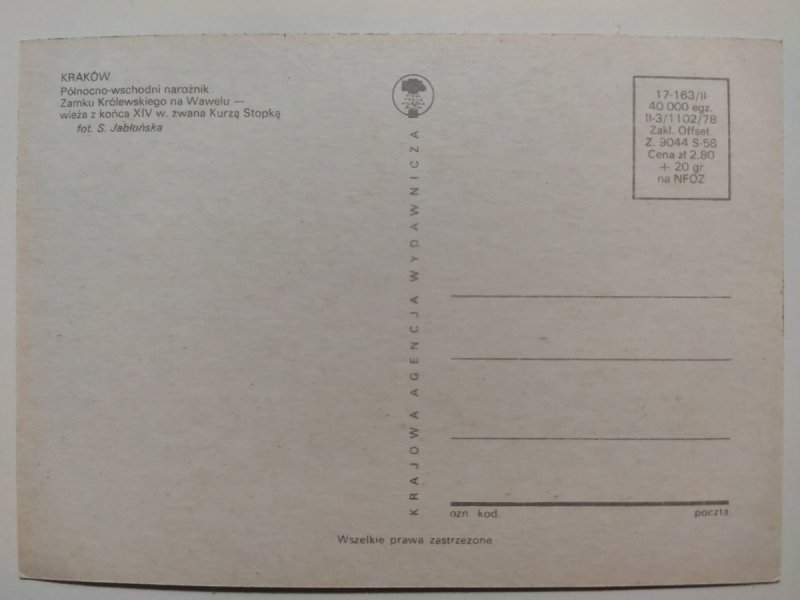 KRAKÓW
Północno-wschodni narożnik
Zamku Królewskiego na Wawelu —
wieża z końca XIV w. zwana Kurzą Stopką
fot. S. Jabłońska
KRAJOWA AGENCJA WYDAWNICZA
17-163/II
40 000 egz.
II-3/1102/78
Zakł. Offset
Z. 9044 S-58
Cena zł 2.80
+ 20 gr
na NFOZ
ozn. kod.
poczta
Wszelkie prawa zastrzeżone